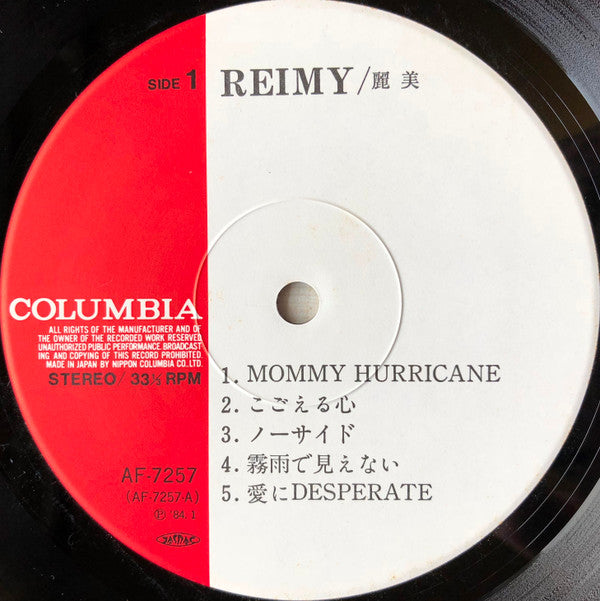 SIDE 1
REIMY/麗美
COLUMBIA
ALL RIGHTS OF THE MANUFACTURER AND OF
THE OWNER OF THE RECORDED WORK RESERVED
UNAUTHORIZED PUBLIC PERFORMANCE, BROADCAST
ING AND COPYING OF THIS RECORD PROHIBITED.
MADE IN JAPAN BY NIPPON COLUMBIA CO., LTD.
STEREO/33⅓RPM
1. MOMMY HURRICANE
2. こごえる心
3. ノーサイド
4. 霧雨で見えない
5. 愛にDESPERATE
AF-7257
(AF-7257-A)
Ⓟ '84.1
JASRAC